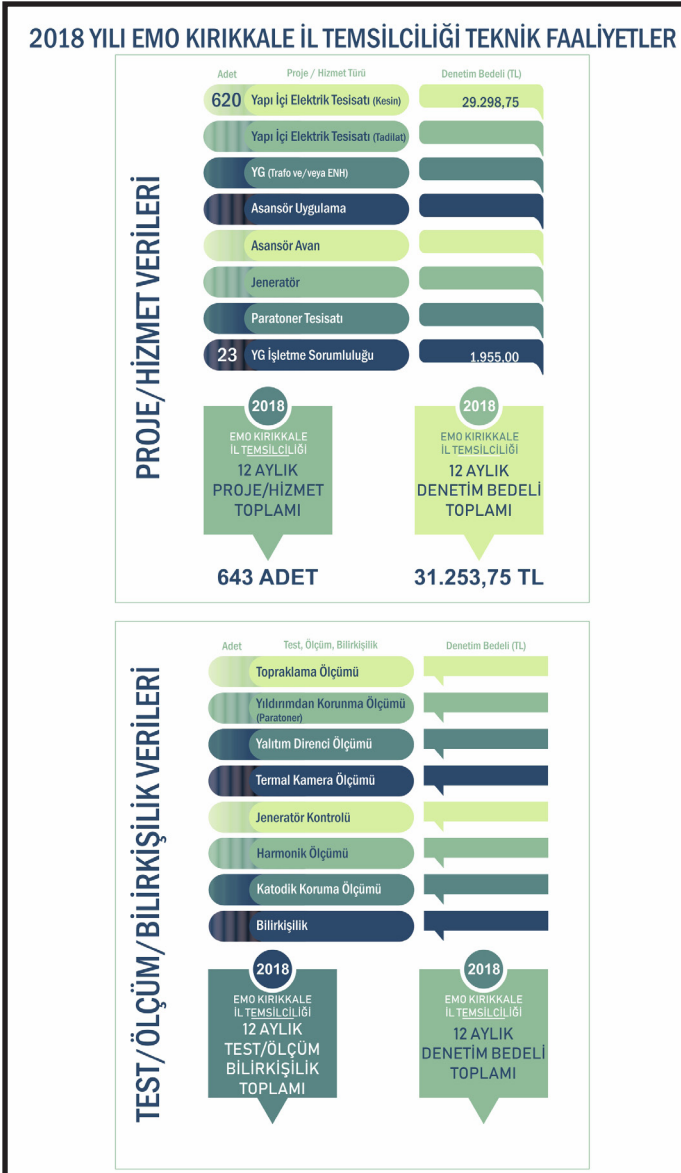 2018 YILI EMO KIRIKKALE İL TEMSİLCİLİĞİ TEKNİK FAALİYETLER
PROJE/HİZMET VERİLERİ
Adet Proje / Hizmet Türü Denetim Bedeli (TL)
620 Yapı İçi Elektrik Tesisatı (Kesin) 29.298,75
Yapı İçi Elektrik Tesisatı (Tadilat)
YG (Trafo ve/veya ENH)
Asansör Uygulama
Asansör Avan
Jeneratör
Paratoner Tesisatı
23 YG İşletme Sorumluluğu 1.955,00
2018
EMO KIRIKKALE
İL TEMSİLCİLİĞİ
12 AYLIK
PROJE/HİZMET
TOPLAMI
643 ADET
2018
EMO KIRIKKALE
İL TEMSİLCİLİĞİ
12 AYLIK
DENETİM BEDELİ
TOPLAMI
31.253,75 TL
TEST/ÖLÇÜM/BİLİRKİŞİLİK VERİLERİ
Adet Test, Ölçüm, Bilirkişilik Denetim Bedeli (TL)
Topraklama Ölçümü
Yıldırımdan Korunma Ölçümü
(Paratoner)
Yalıtım Direnci Ölçümü
Termal Kamera Ölçümü
Jeneratör Kontrolü
Harmonik Ölçümü
Katodik Koruma Ölçümü
Bilirkişilik
2018
EMO KIRIKKALE
İL TEMSİLCİLİĞİ
12 AYLIK
TEST/ÖLÇÜM
BİLİRKİŞİLİK
TOPLAMI
2018
EMO KIRIKKALE
İL TEMSİLCİLİĞİ
12 AYLIK
DENETİM BEDELİ
TOPLAMI